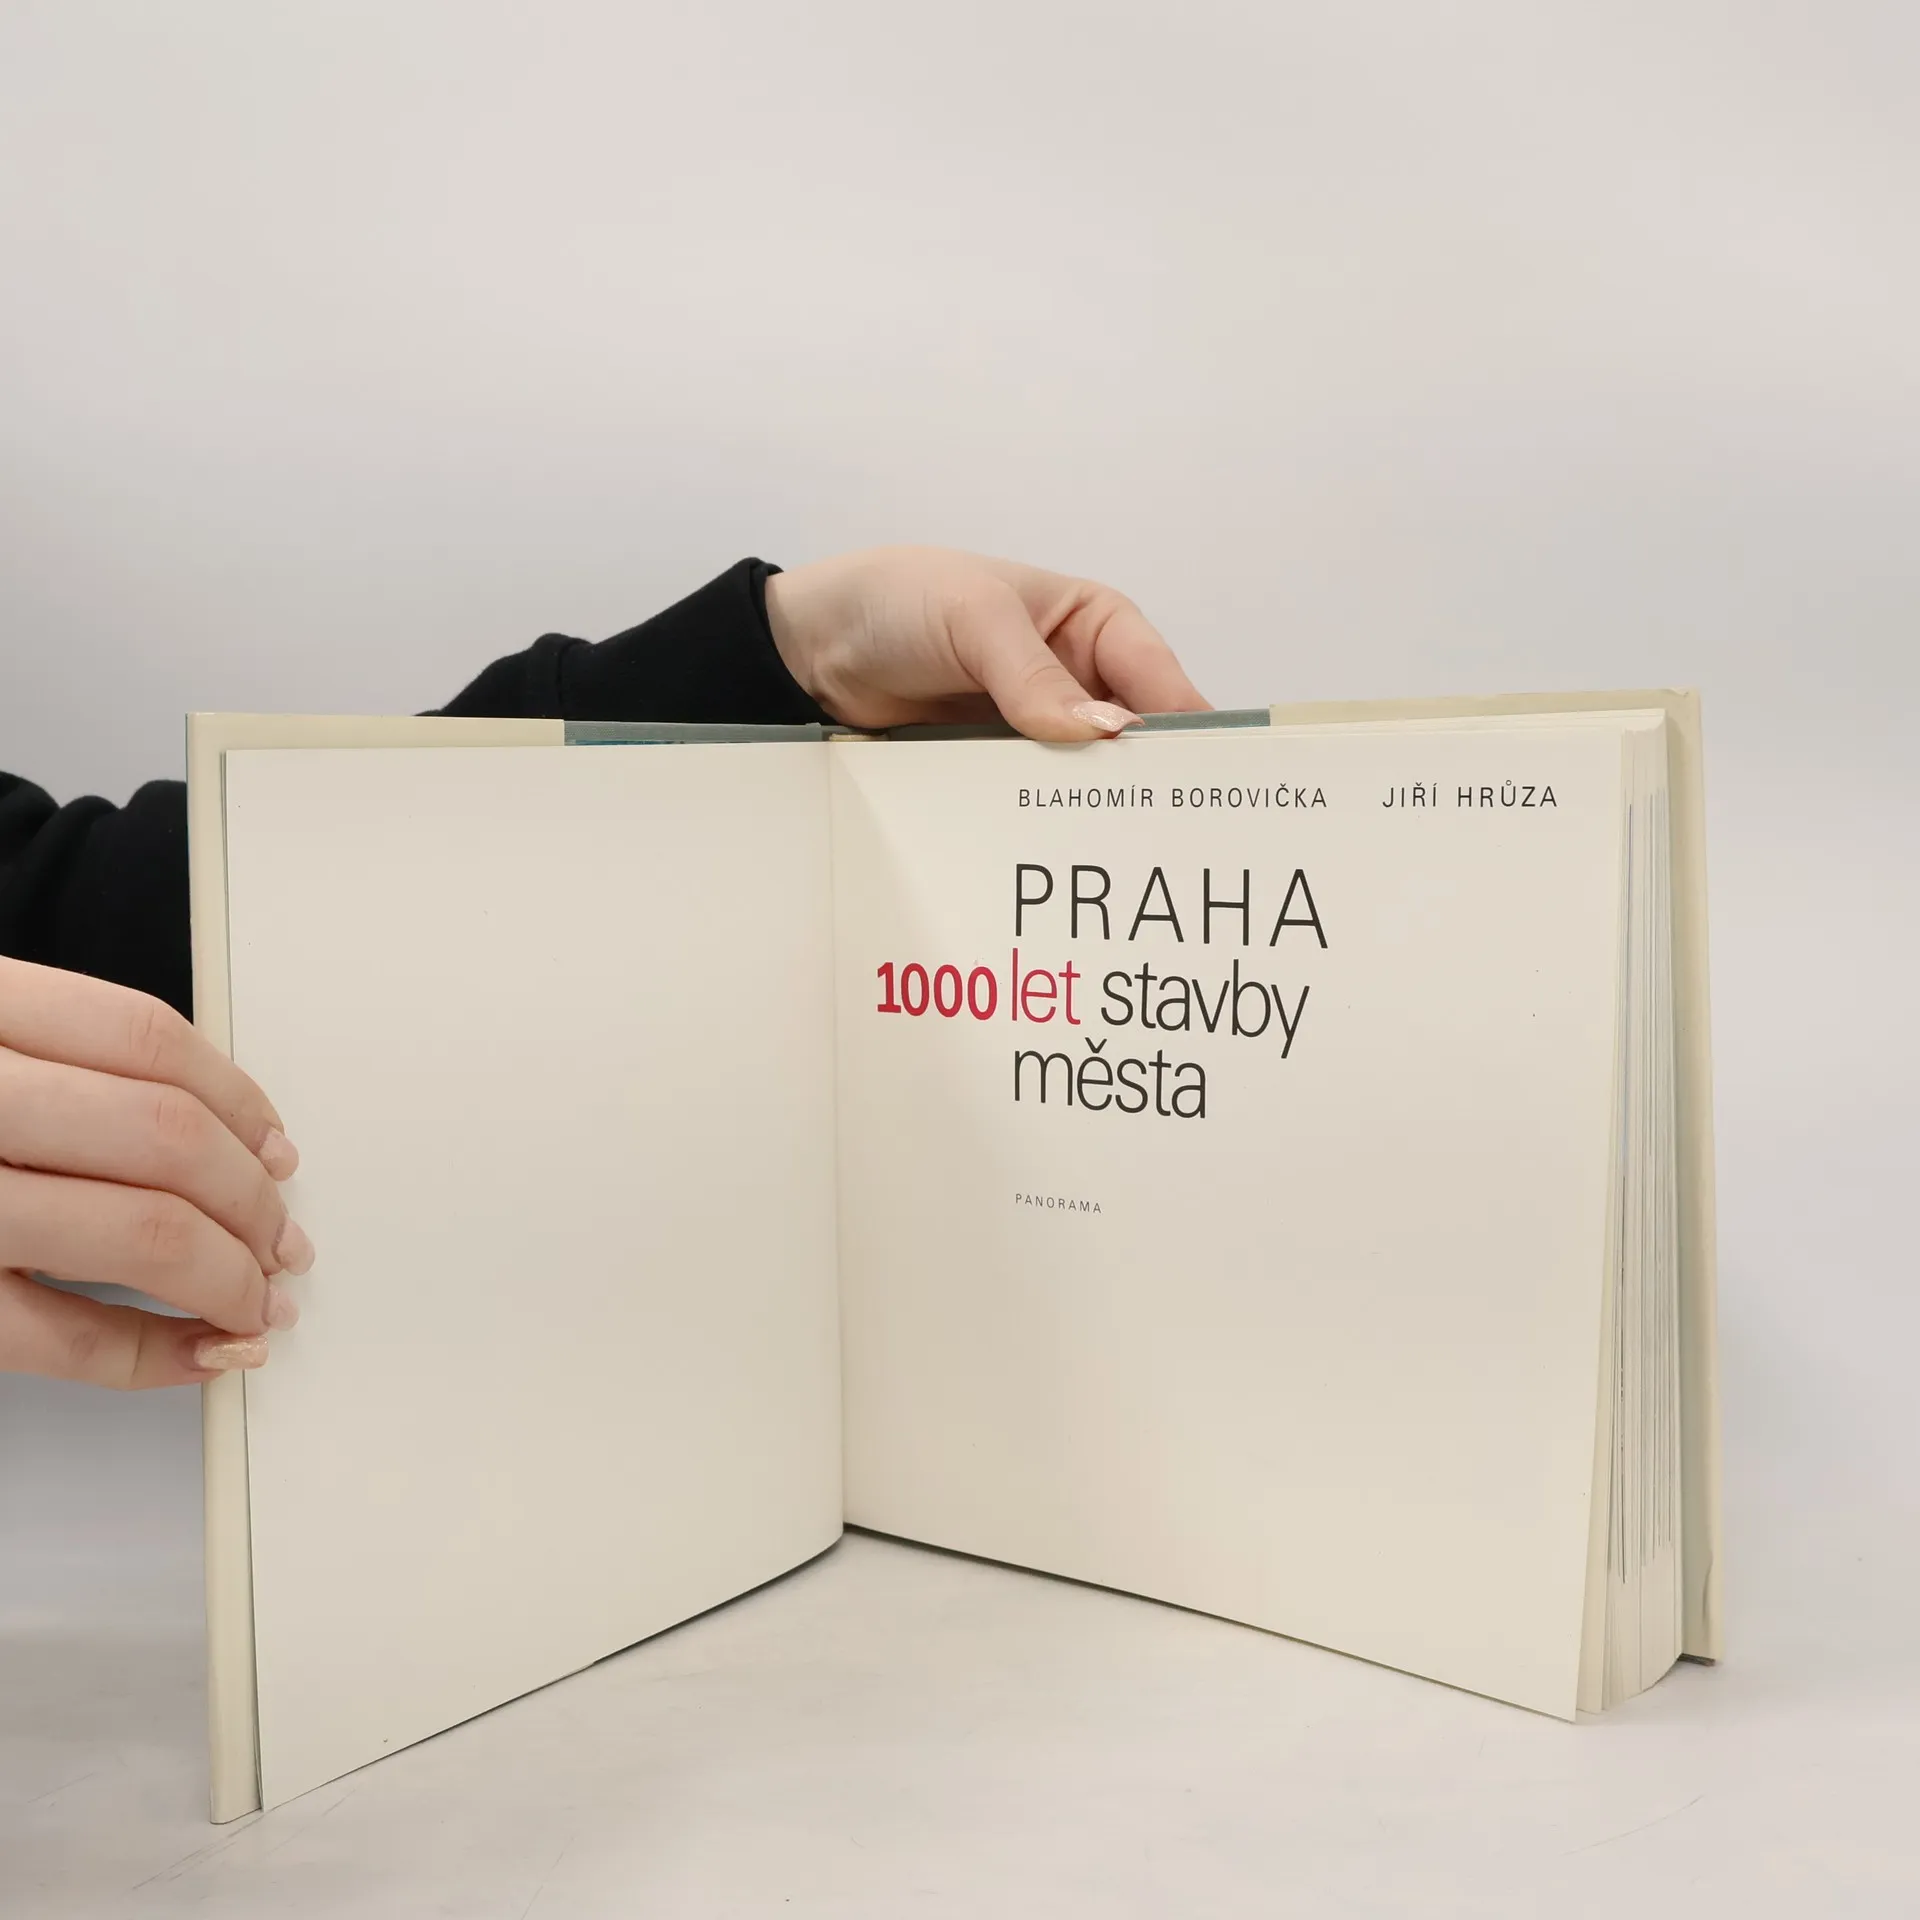 BLAHOMÍR BOROVIČKA JIŘÍ HRŮZA
PRAHA
1000 let stavby
města
PANORAMA